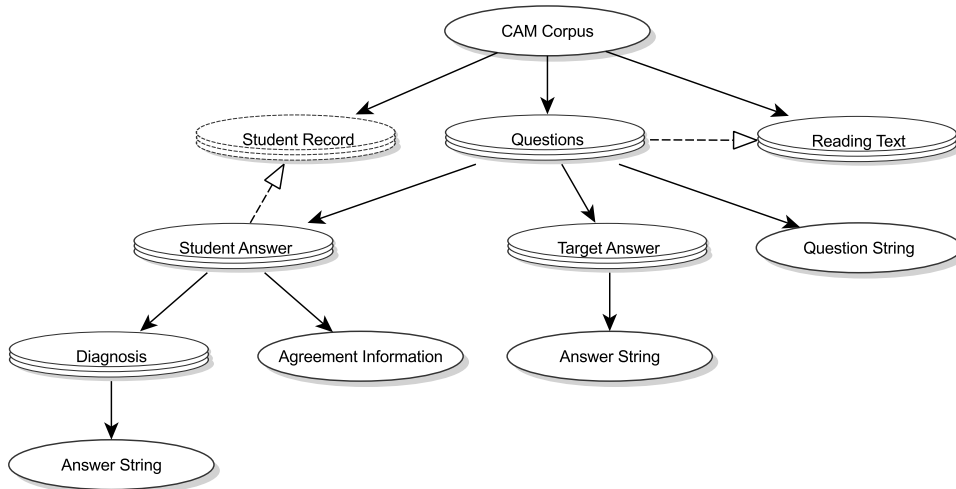 CAM Corpus
Student Record
Questions
Reading Text
Student Answer
Target Answer
Question String
Diagnosis
Agreement Information
Answer String
Answer String